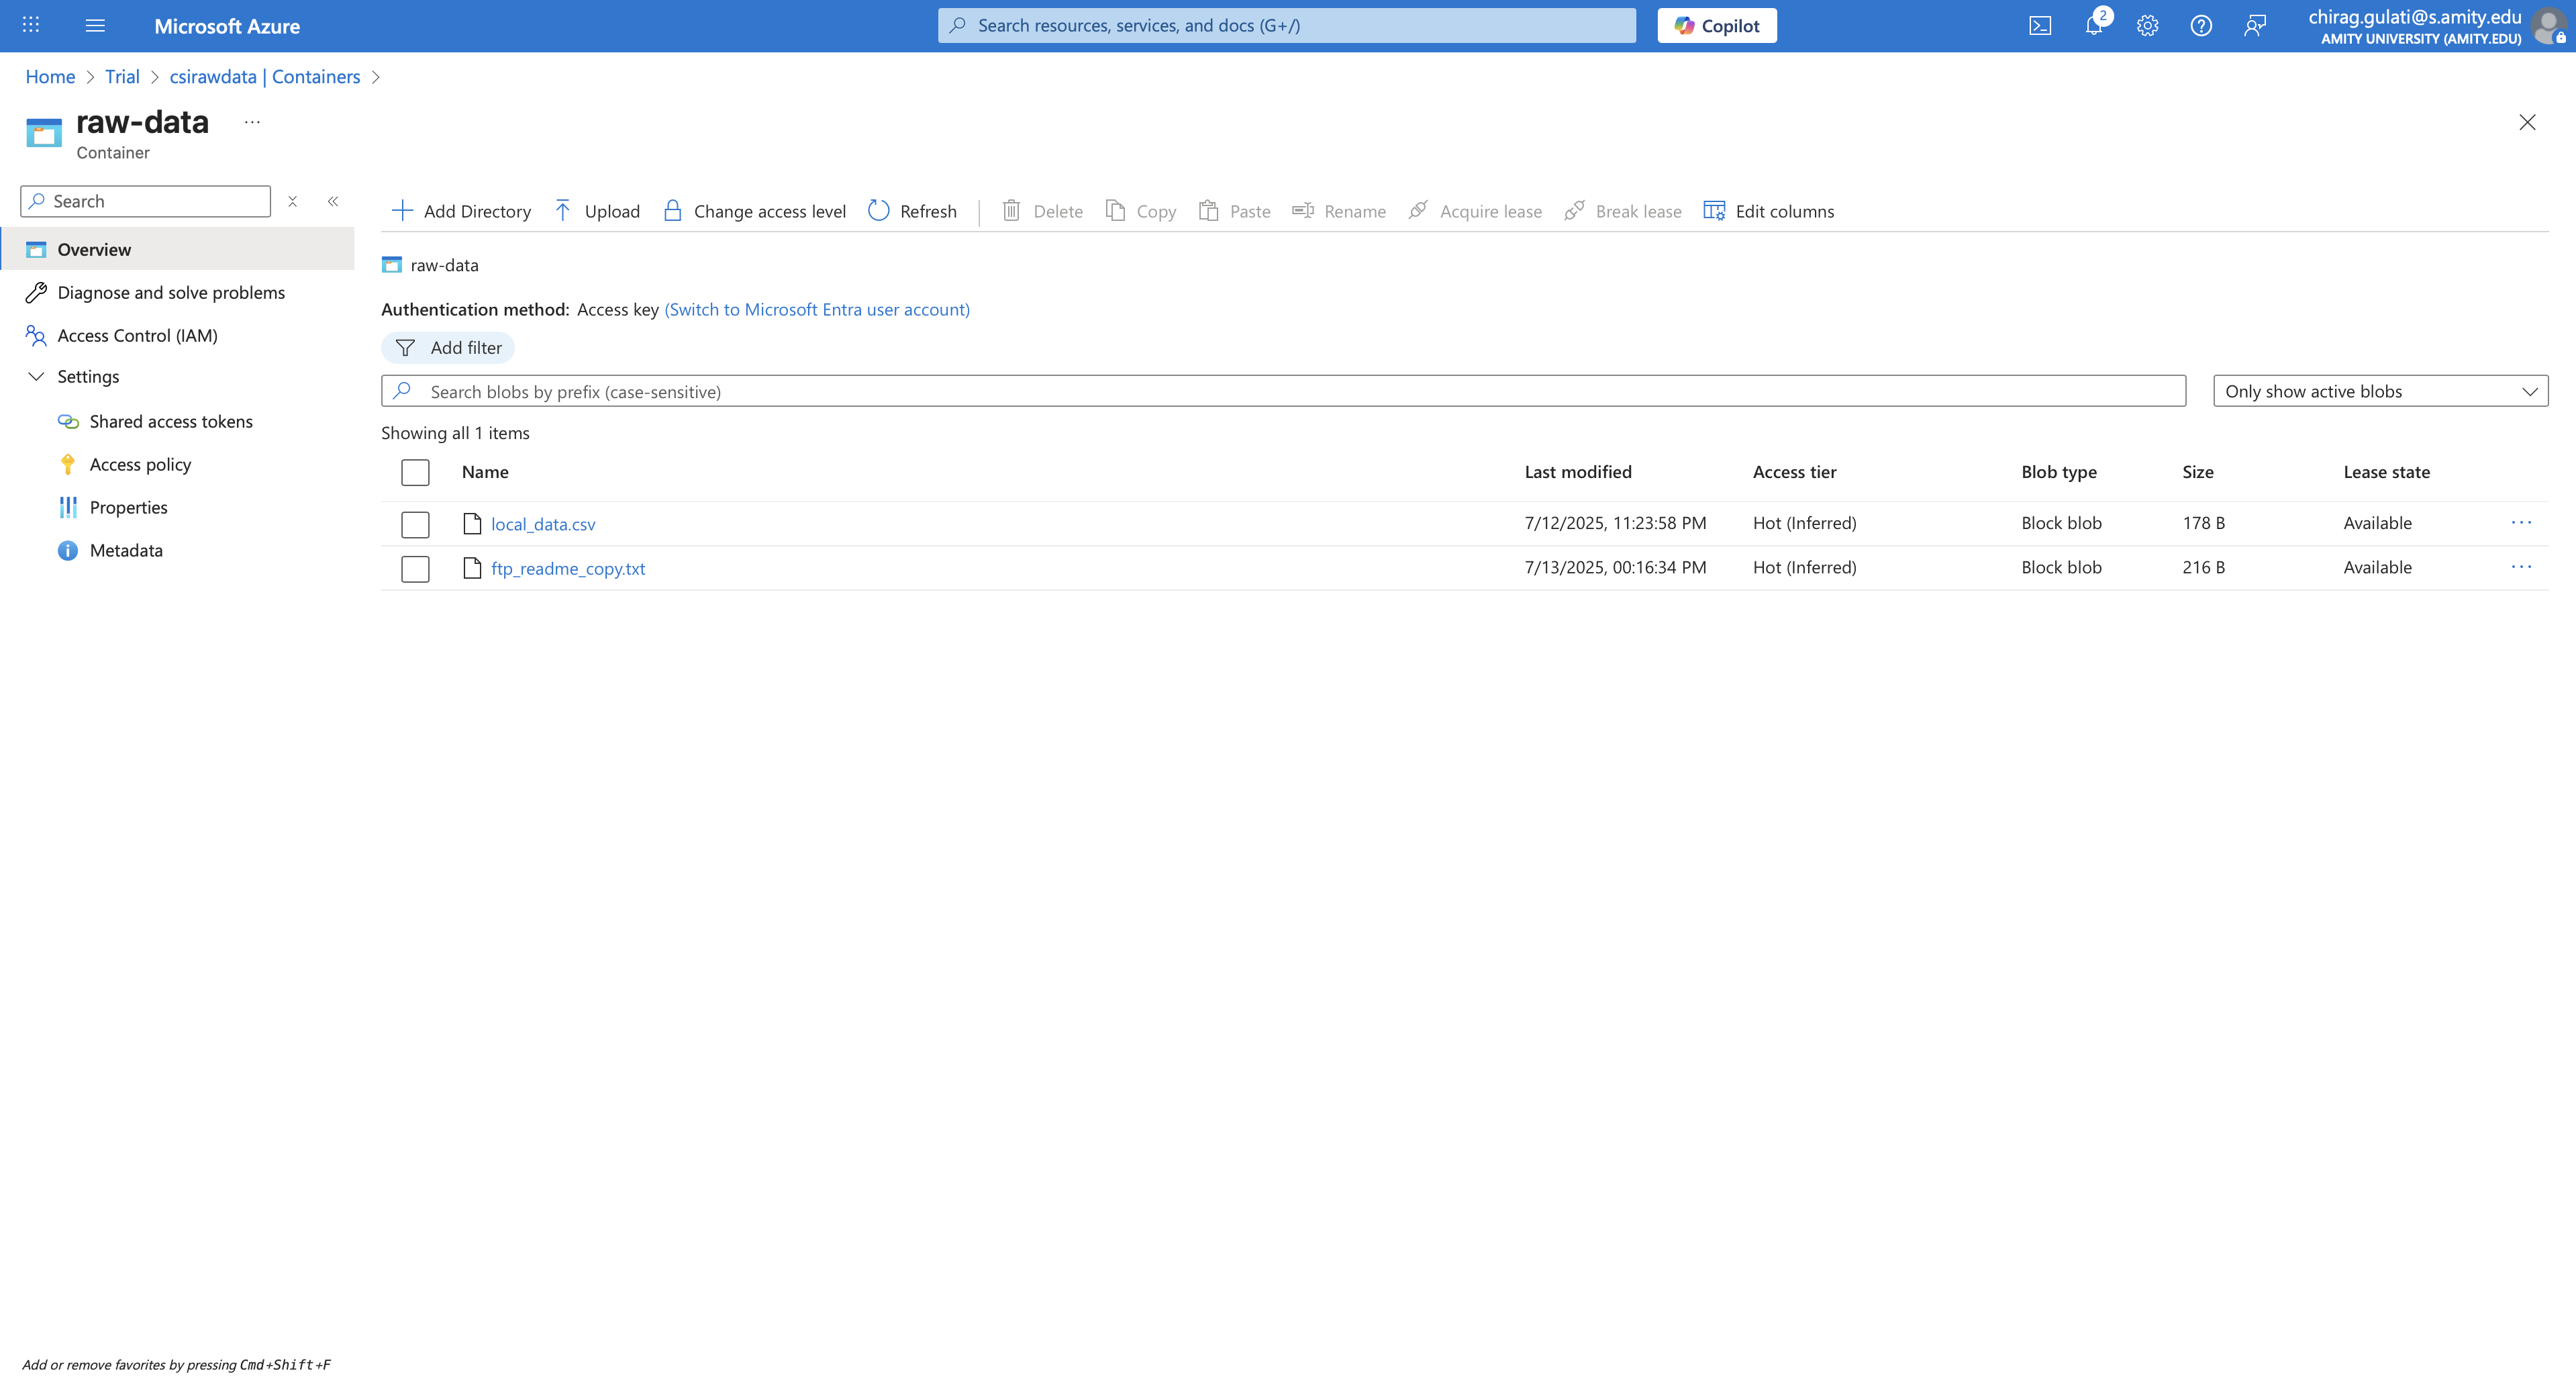 Microsoft Azure
Search resources, services, and docs (G+/)
Copilot
2
chirag.gulati@s.amity.edu
AMITY UNIVERSITY (AMITY.EDU)
Home > Trial > csirawdata | Containers >
raw-data ...
Container
Search
Add Directory Upload Change access level Refresh Delete Copy Paste Rename Acquire lease Break lease Edit columns
Overview
Diagnose and solve problems
Access Control (IAM)
Settings
Shared access tokens
Access policy
Properties
Metadata
raw-data
Authentication method: Access key (Switch to Microsoft Entra user account)
Add filter
Search blobs by prefix (case-sensitive)
Only show active blobs
Showing all 1 items
Name Last modified Access tier Blob type Size Lease state
local_data.csv 7/12/2025, 11:23:58 PM Hot (Inferred) Block blob 178 B Available ...
ftp_readme_copy.txt 7/13/2025, 00:16:34 PM Hot (Inferred) Block blob 216 B Available ...
Add or remove favorites by pressing Cmd+Shift+F